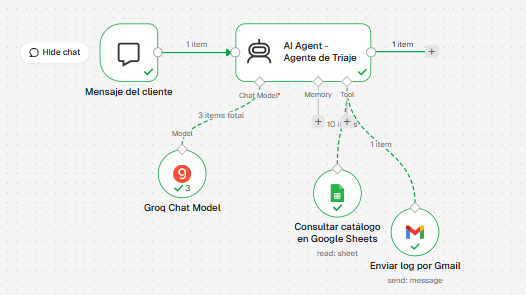 Hide chat
1 item
AI Agent -
Agente de Triaje
1 item
Mensaje del cliente
Chat Model*
Memory
Tool
3 items total
10 items
1 item
Model
3
Groq Chat Model
Consultar catálogo
en Google Sheets
read: sheet
Enviar log por Gmail
send: message